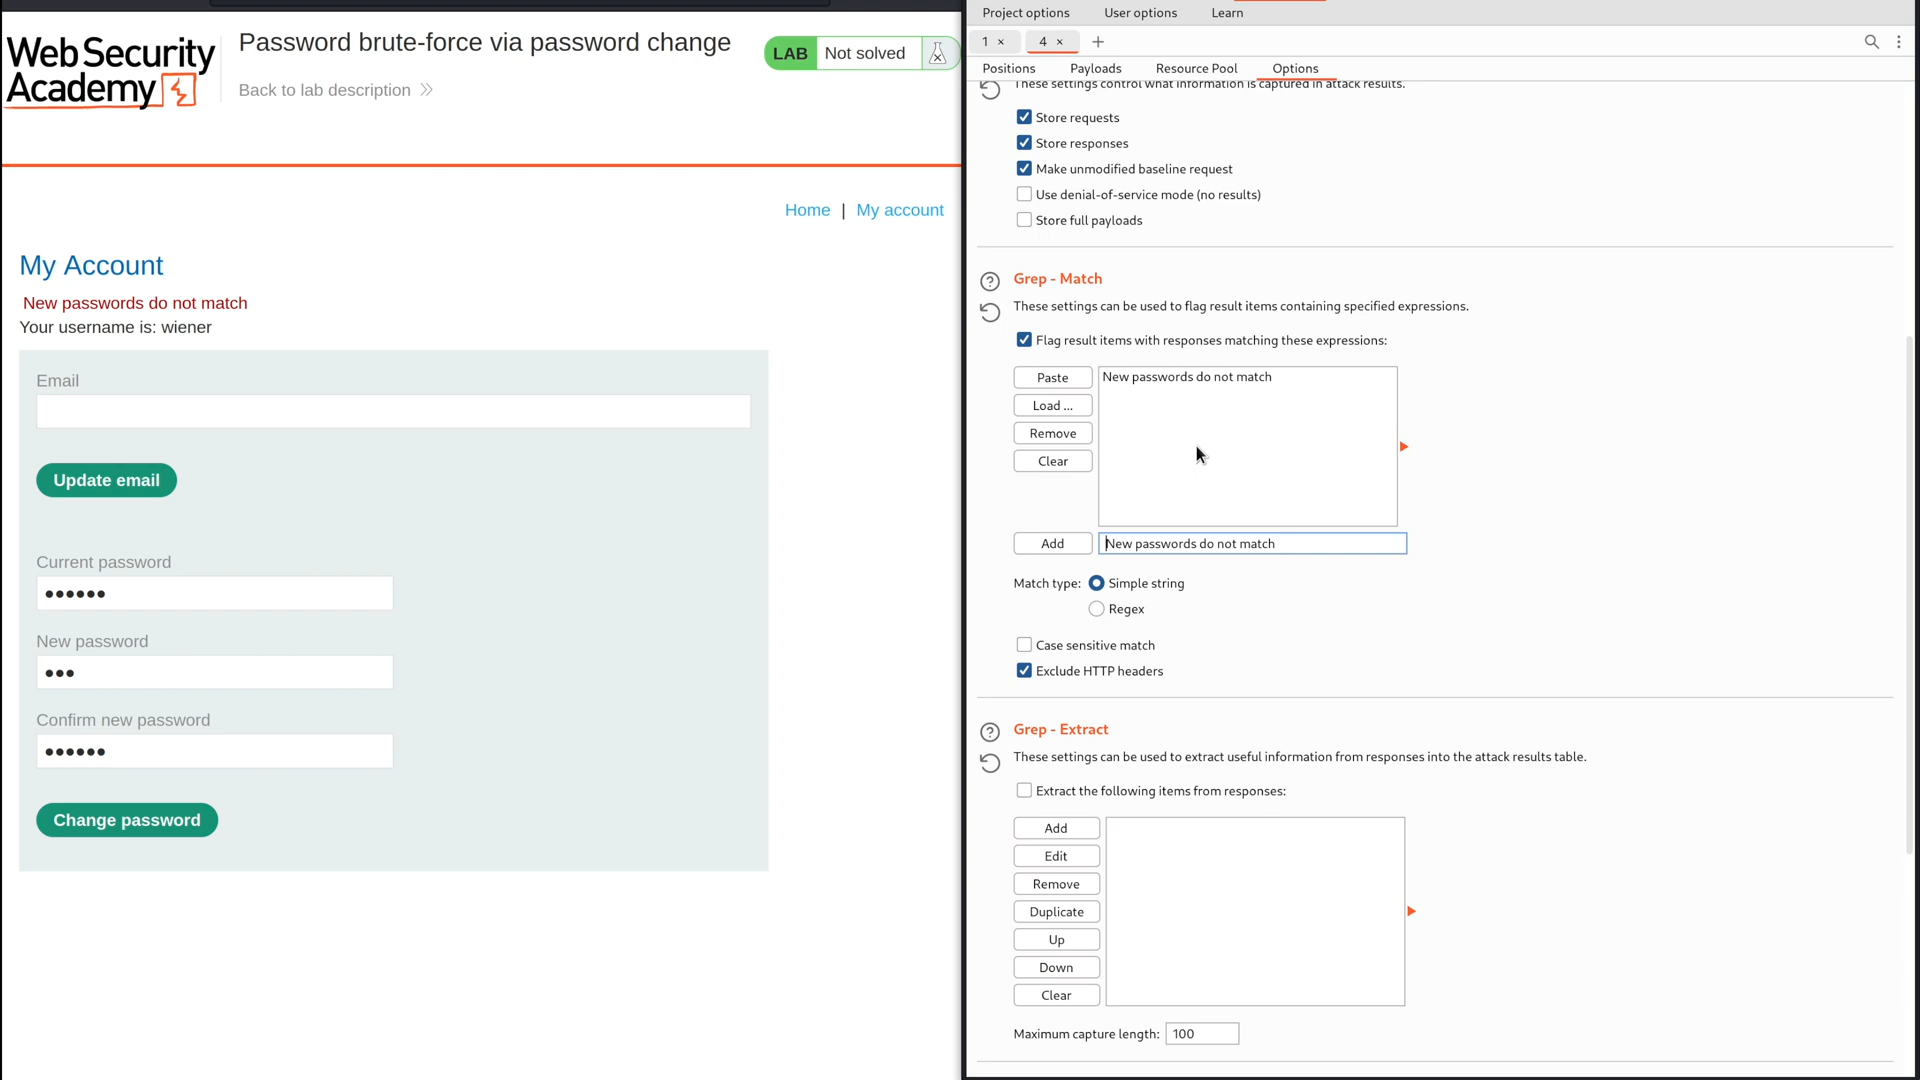 Web Security
Academy
Password brute-force via password change
Back to lab description
LAB
Not solved
Home | My account
My Account
New passwords do not match
Your username is: wiener
Email
Update email
Current password
New password
Confirm new password
Change password
Project options
User options
Learn
1 ×
4 ×
+
Positions
Payloads
Resource Pool
Options
These settings control what information is captured in attack results.
Store requests
Store responses
Make unmodified baseline request
Use denial-of-service mode (no results)
Store full payloads
Grep - Match
These settings can be used to flag result items containing specified expressions.
Flag result items with responses matching these expressions:
Paste
Load ...
Remove
Clear
New passwords do not match
Add
New passwords do not match
Match type:
Simple string
Regex
Case sensitive match
Exclude HTTP headers
Grep - Extract
These settings can be used to extract useful information from responses into the attack results table.
Extract the following items from responses:
Add
Edit
Remove
Duplicate
Up
Down
Clear
Maximum capture length: 100